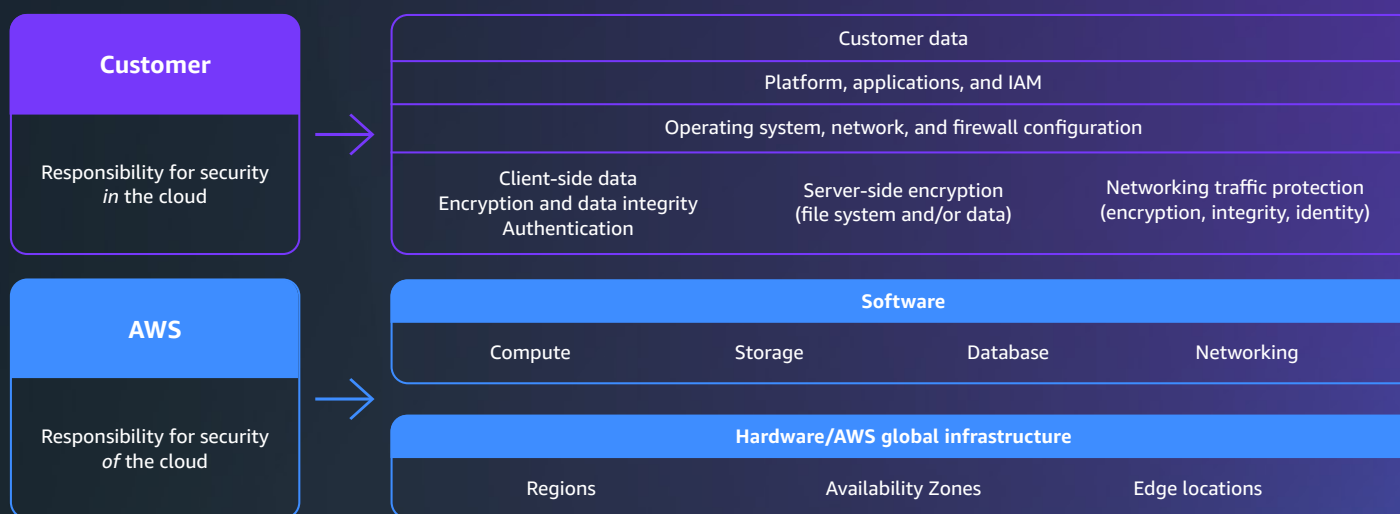 Customer
Responsibility for security
in the cloud
Customer data
Platform, applications, and IAM
Operating system, network, and firewall configuration
Client-side data
Encryption and data integrity
Authentication
Server-side encryption
(file system and/or data)
Networking traffic protection
(encryption, integrity, identity)
AWS
Responsibility for security
of the cloud
Software
Compute
Storage
Database
Networking
Hardware/AWS global infrastructure
Regions
Availability Zones
Edge locations